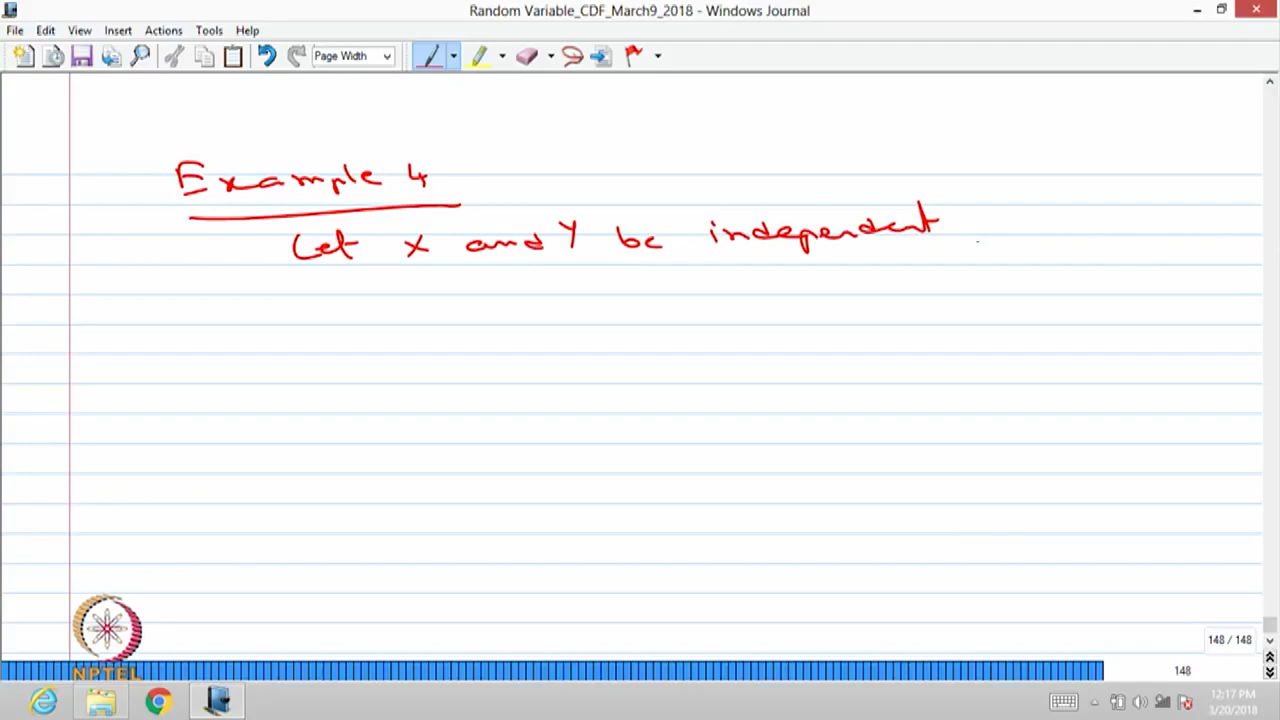 Random Variable_CDF_March9_2018 - Windows Journal
File Edit View Insert Actions Tools Help
Page Width
Example 4
Let X and Y be independent
148 / 148
NPTEL
148
12:17 PM
3/20/2018